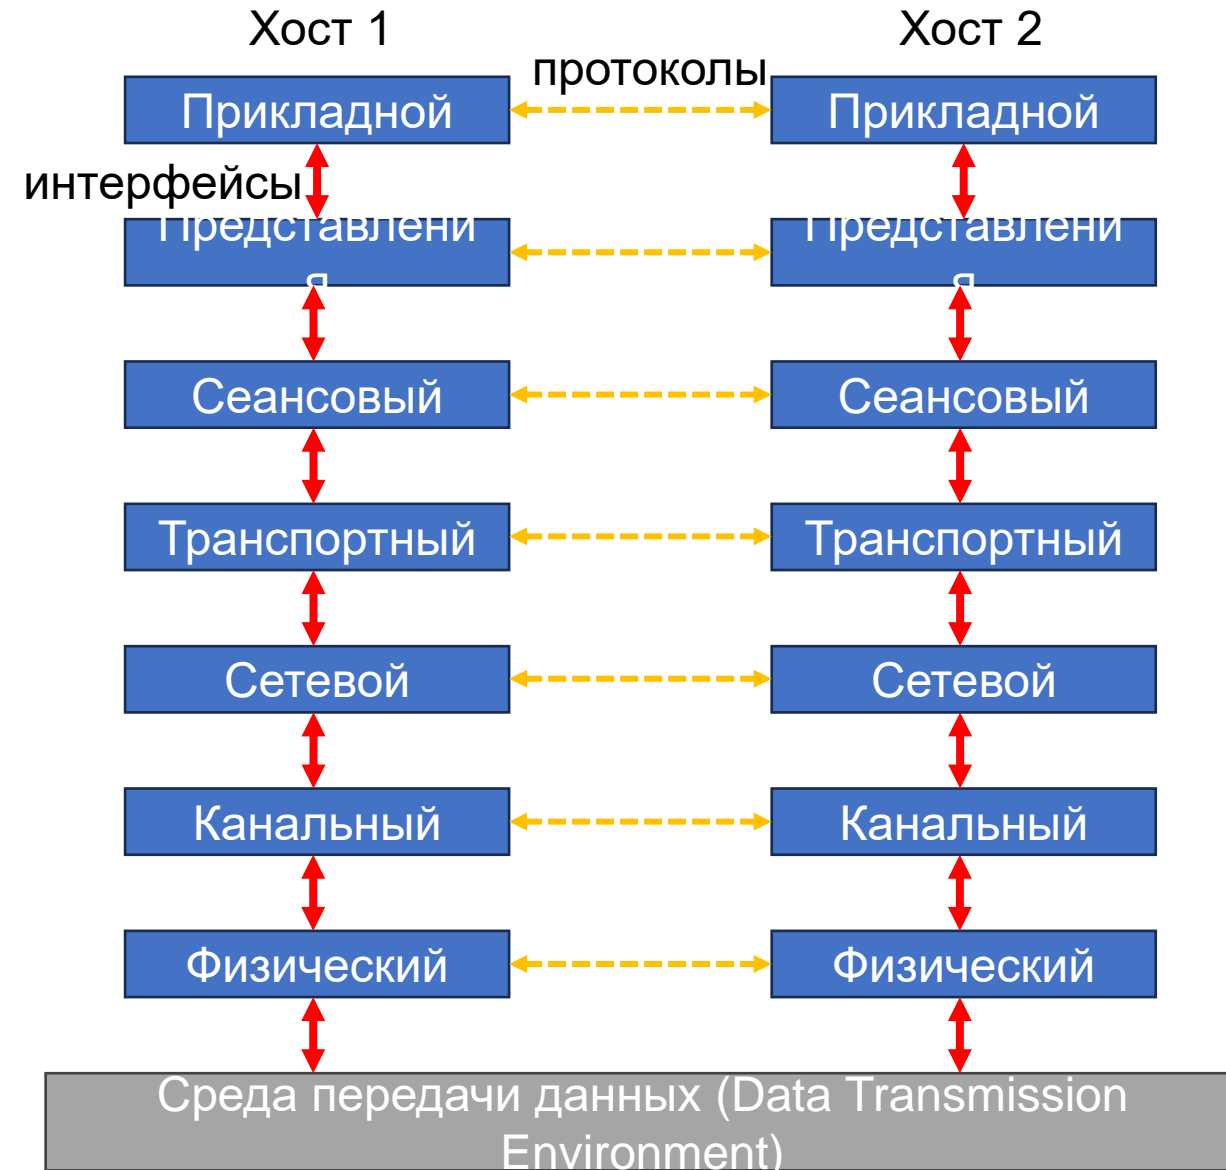 Хост 1 Хост 2
протоколы
Прикладной Прикладной
интерфейсы
Представлени Представлени
я я
Сеансовый Сеансовый
Транспортный Транспортный
Сетевой Сетевой
Канальный Канальный
Физический Физический
Среда передачи данных (Data Transmission
Environment)